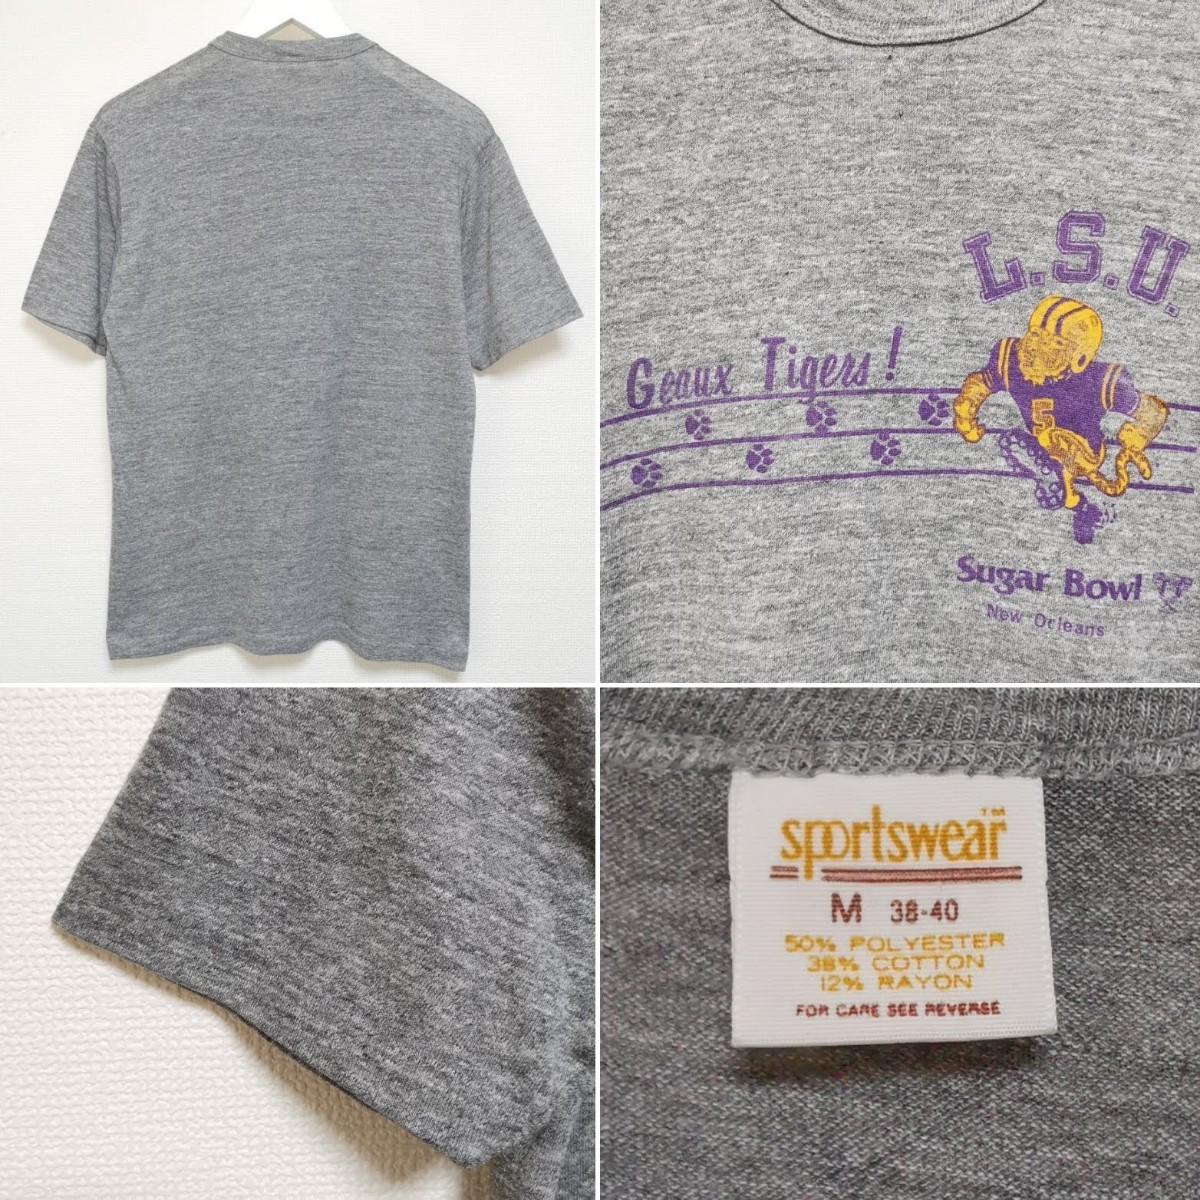 L.S.U.
Geaux Tigers!
5
Sugar Bowl
New Orleans
sportswear™
M 38-40
50% POLYESTER
38% COTTON
12% RAYON
FOR CARE SEE REVERSE